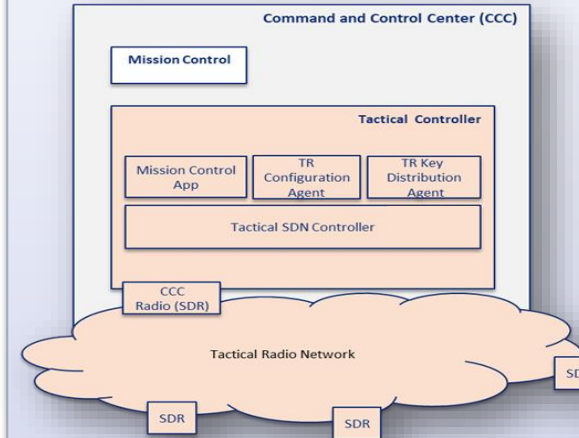 Command and Control Center (CCC)
Mission Control
Tactical Controller
Mission Control
App
TR
Configuration
Agent
TR Key
Distribution
Agent
Tactical SDN Controller
CCC
Radio (SDR)
Tactical Radio Network
SD
SDR
SDR